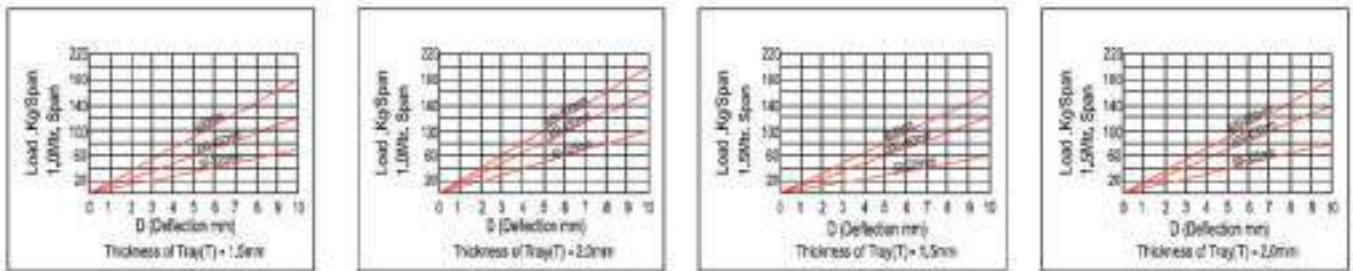 Load ,Kg/Span
1.0Mtr. Span
220
180
140
100
60
20
0 1 2 3 4 5 6 7 8 9 10
D (Deflection mm)
Thickness of Tray(T) = 1.5mm
Load ,Kg/Span
1.0Mtr. Span
220
180
140
100
60
20
0 1 2 3 4 5 6 7 8 9 10
D (Deflection mm)
Thickness of Tray(T) = 2.0mm
Load ,Kg/Span
1.5Mtr. Span
220
180
140
100
60
20
0 1 2 3 4 5 6 7 8 9 10
D (Deflection mm)
Thickness of Tray(T) = 1.5mm
Load ,Kg/Span
1.5Mtr. Span
220
180
140
100
60
20
0 1 2 3 4 5 6 7 8 9 10
D (Deflection mm)
Thickness of Tray(T) = 2.0mm